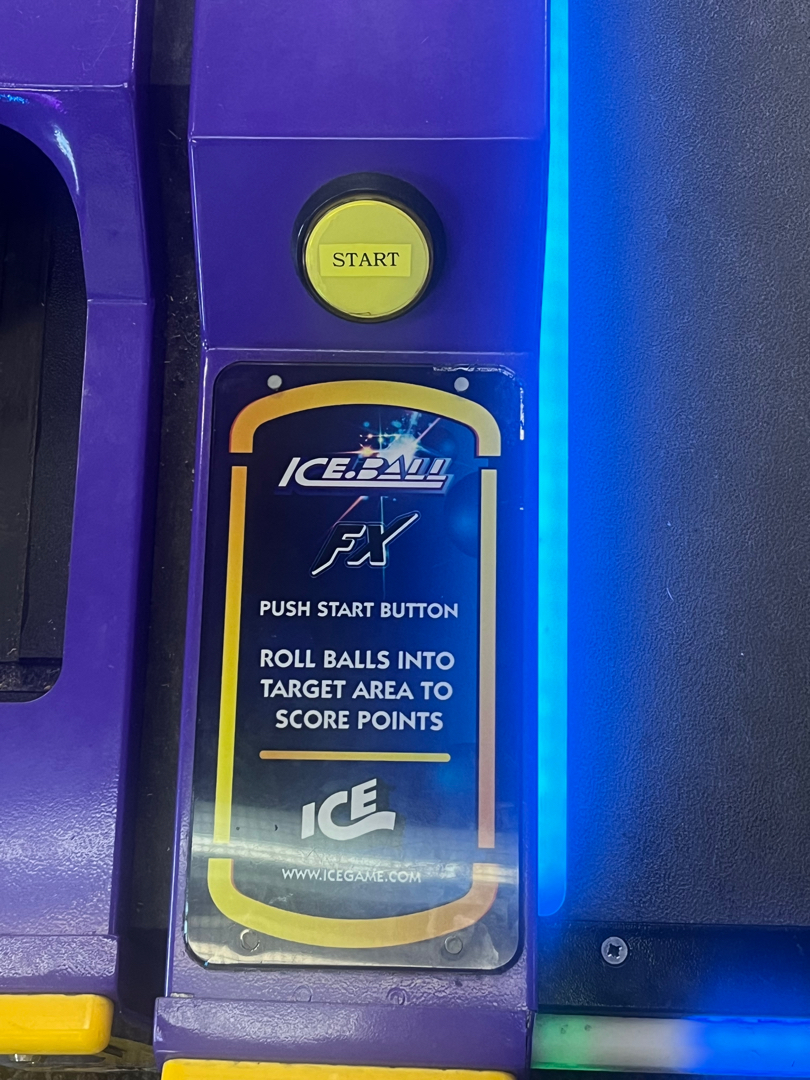 START
ICE.BALL
FX
PUSH START BUTTON
ROLL BALLS INTO
TARGET AREA TO
SCORE POINTS
ICE
WWW.ICEGAME.COM